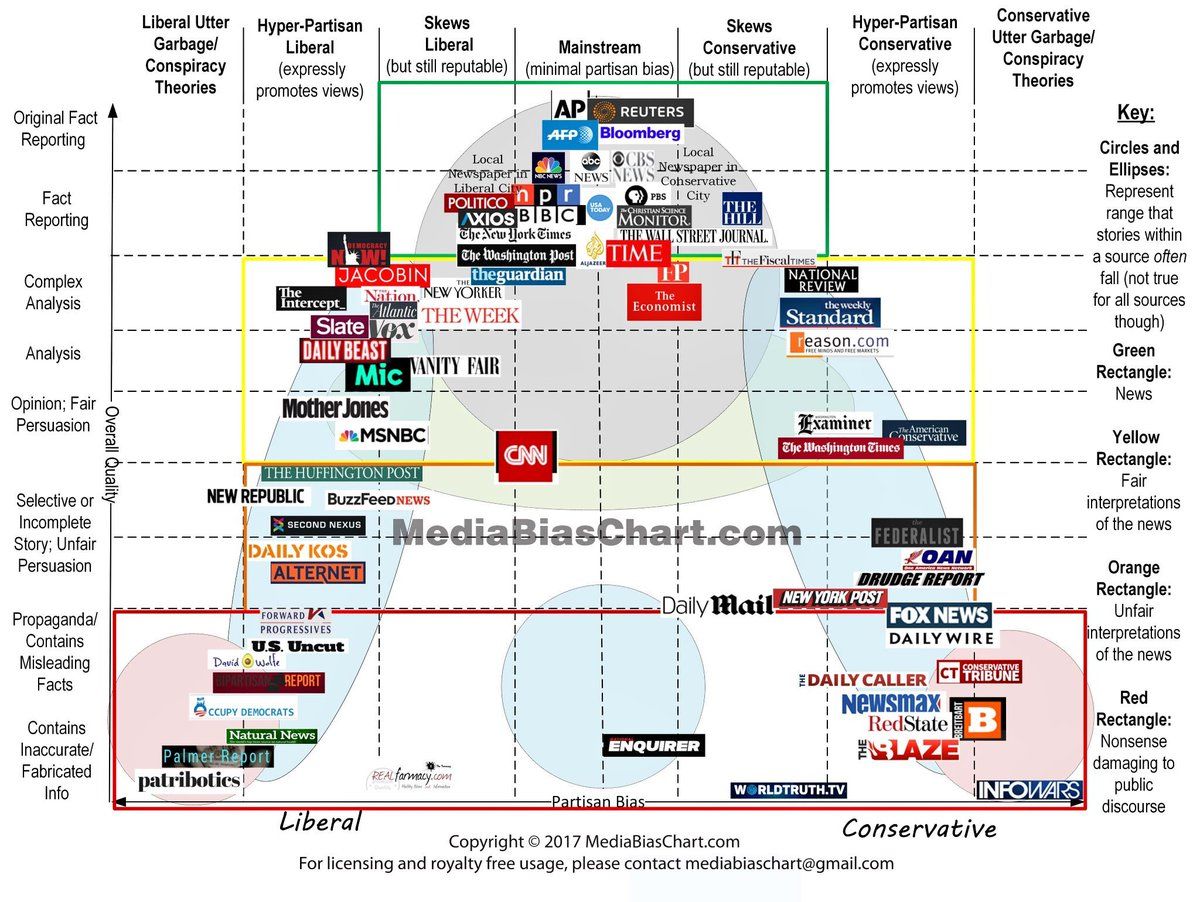 Liberal Utter
Garbage/
Conspiracy
Theories
Hyper-Partisan
Liberal
(expressly
promotes views)
Skews
Liberal
(but still reputable)
Mainstream
(minimal partisan bias)
Skews
Conservative
(but still reputable)
Hyper-Partisan
Conservative
(expressly
promotes views)
Conservative
Utter Garbage/
Conspiracy
Theories
Original Fact
Reporting
Fact
Reporting
Complex
Analysis
Analysis
Opinion; Fair
Persuasion
Selective or
Incomplete
Story; Unfair
Persuasion
Propaganda/
Contains
Misleading
Facts
Contains
Inaccurate/
Fabricated
Info
Overall Quality
AP
REUTERS
AFP
Bloomberg
Local
Newspaper in
Liberal City
NBC NEWS
abc
NEWS
CBS
NEWS
Local
Newspaper in
Conservative
City
POLITICO
npr
PBS
AXIOS
BBC
USA
TODAY
The CHRISTIAN SCIENCE
MONITOR
THE
HILL
The New York Times
THE WALL STREET JOURNAL.
DEMOCRACY
NOW!
The Washington Post
ALJAZEERA
TIME
THE FISCAL TIMES
JACOBIN
theguardian
FP
NATIONAL
REVIEW
The
Intercept_
The Nation.
THE
NEW YORKER
The
Economist
The Atlantic
THE WEEK
the weekly
Standard
Slate
Vox
reason.com
FREE MINDS AND FREE MARKETS
DAILY BEAST
Mic
VANITY FAIR
Mother Jones
MSNBC
CNN
WASHINGTON
Examiner
The American
Conservative
The Washington Times
THE HUFFINGTON POST
NEW REPUBLIC
BuzzFeed NEWS
SECOND NEXUS
MediaBiasChart.com
THE
FEDERALIST
DAILY KOS
OAN
One America News Network
ALTERNET
DRUDGE REPORT
Daily Mail
NEW YORK POST
FORWARD
PROGRESSIVES
FOX NEWS
DAILY WIRE
U.S. Uncut
David Wolfe
BIPARTISAN REPORT
THE DAILY CALLER
CT CONSERVATIVE
TRIBUNE
OCCUPY DEMOCRATS
Newsmax
RedState
BREITBART
B
Natural News
Palmer Report
NATIONAL
ENQUIRER
THE BLAZE
patribotics
REALfarmacy.com
WORLDTRUTH.TV
INFOWARS
Partisan Bias
Liberal
Conservative
Key:
Circles and
Ellipses:
Represent
range that
stories within
a source often
fall (not true
for all sources
though)
Green
Rectangle:
News
Yellow
Rectangle:
Fair
interpretations
of the news
Orange
Rectangle:
Unfair
interpretations
of the news
Red
Rectangle:
Nonsense
damaging to
public
discourse
Copyright © 2017 MediaBiasChart.com
For licensing and royalty free usage, please contact mediabiaschart@gmail.com